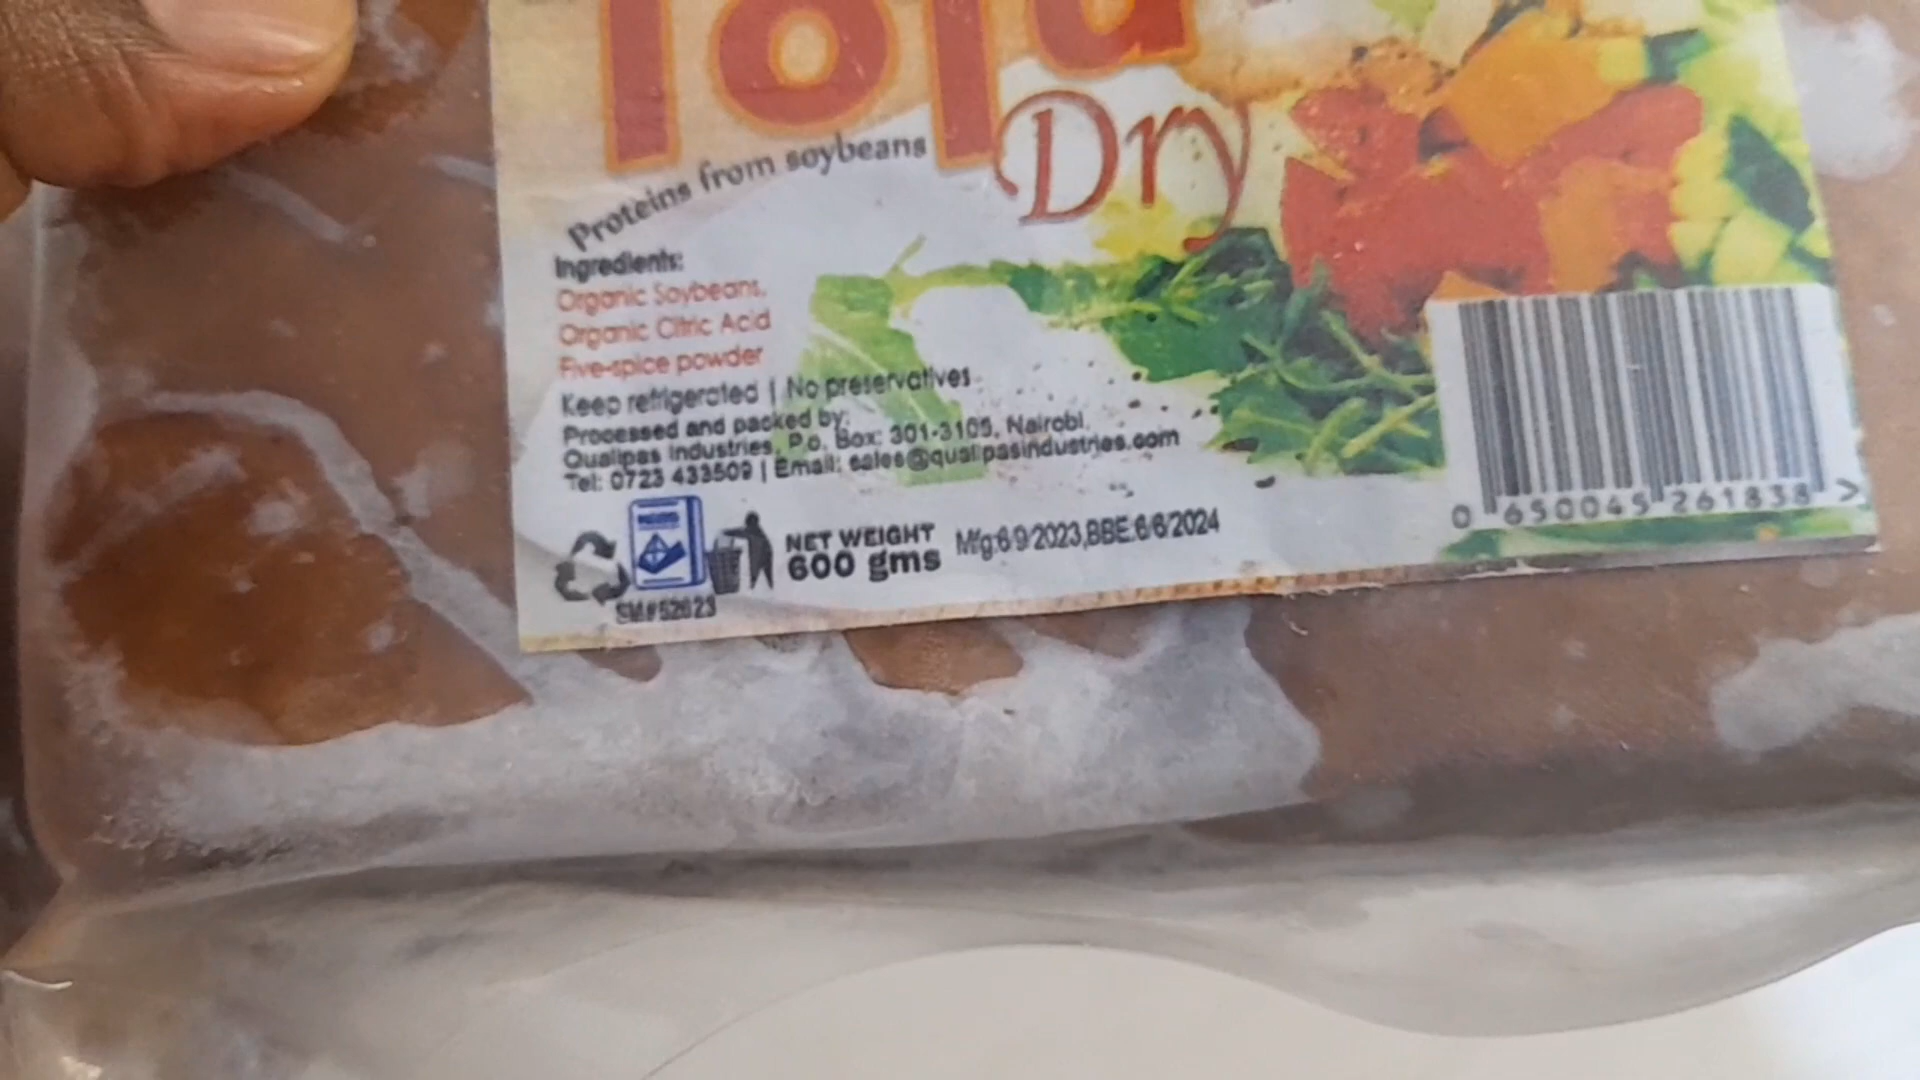 Tofu
Dry
Proteins from soybeans
Ingredients:
Organic Soybeans,
Organic Citric Acid
Five-spice powder
Keep refrigerated | No preservatives
Processed and packed by:
Qualipas Industries, P.o. Box: 301-3105, Nairobi.
Tel: 0723 433509 | Email: sales@qualipasindustries.com
NET WEIGHT
600 gms
Mfg:6/9/2023,BBE:6/6/2024
SM#52623
0 650045 261838 >